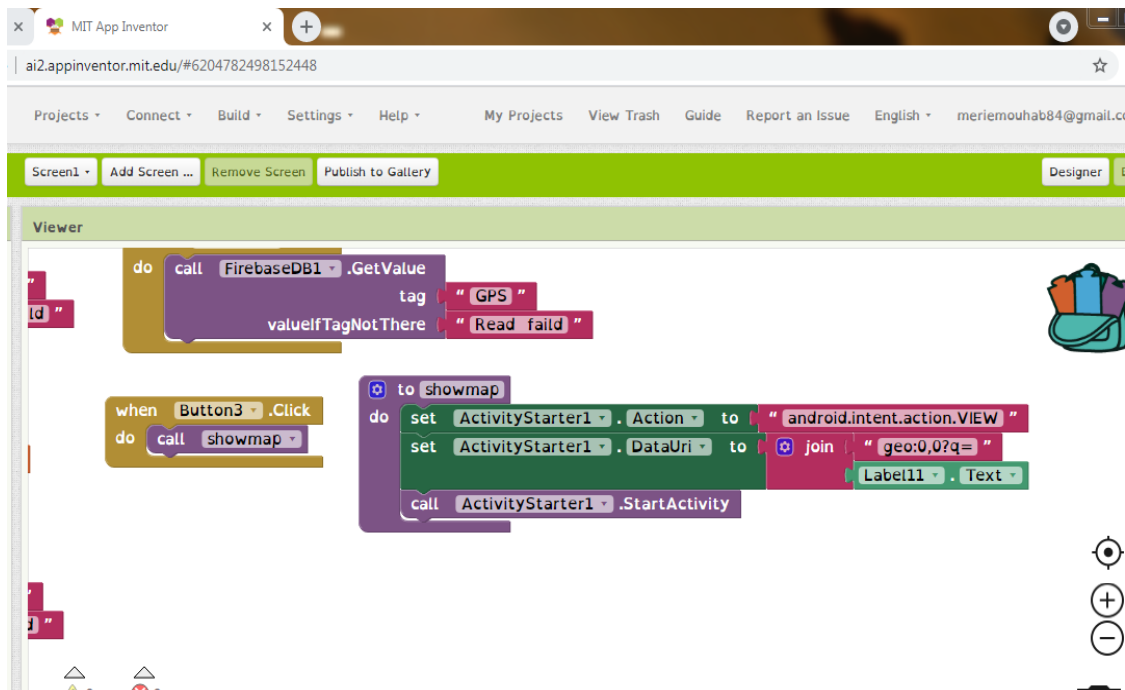 MIT App Inventor
ai2.appinventor.mit.edu/#6204782498152448
Projects Connect Build Settings Help My Projects View Trash Guide Report an Issue English meriemouhab84@gmail.co
Screen1 Add Screen ... Remove Screen Publish to Gallery Designer
Viewer
do call FirebaseDB1 .GetValue
tag " GPS "
valueIfTagNotThere " Read faild "
ld "
to showmap
when Button3 .Click
do call showmap
do set ActivityStarter1 . Action to " android.intent.action.VIEW "
set ActivityStarter1 . DataUri to join " geo:0,0?q= "
Label11 . Text
call ActivityStarter1 .StartActivity
d "